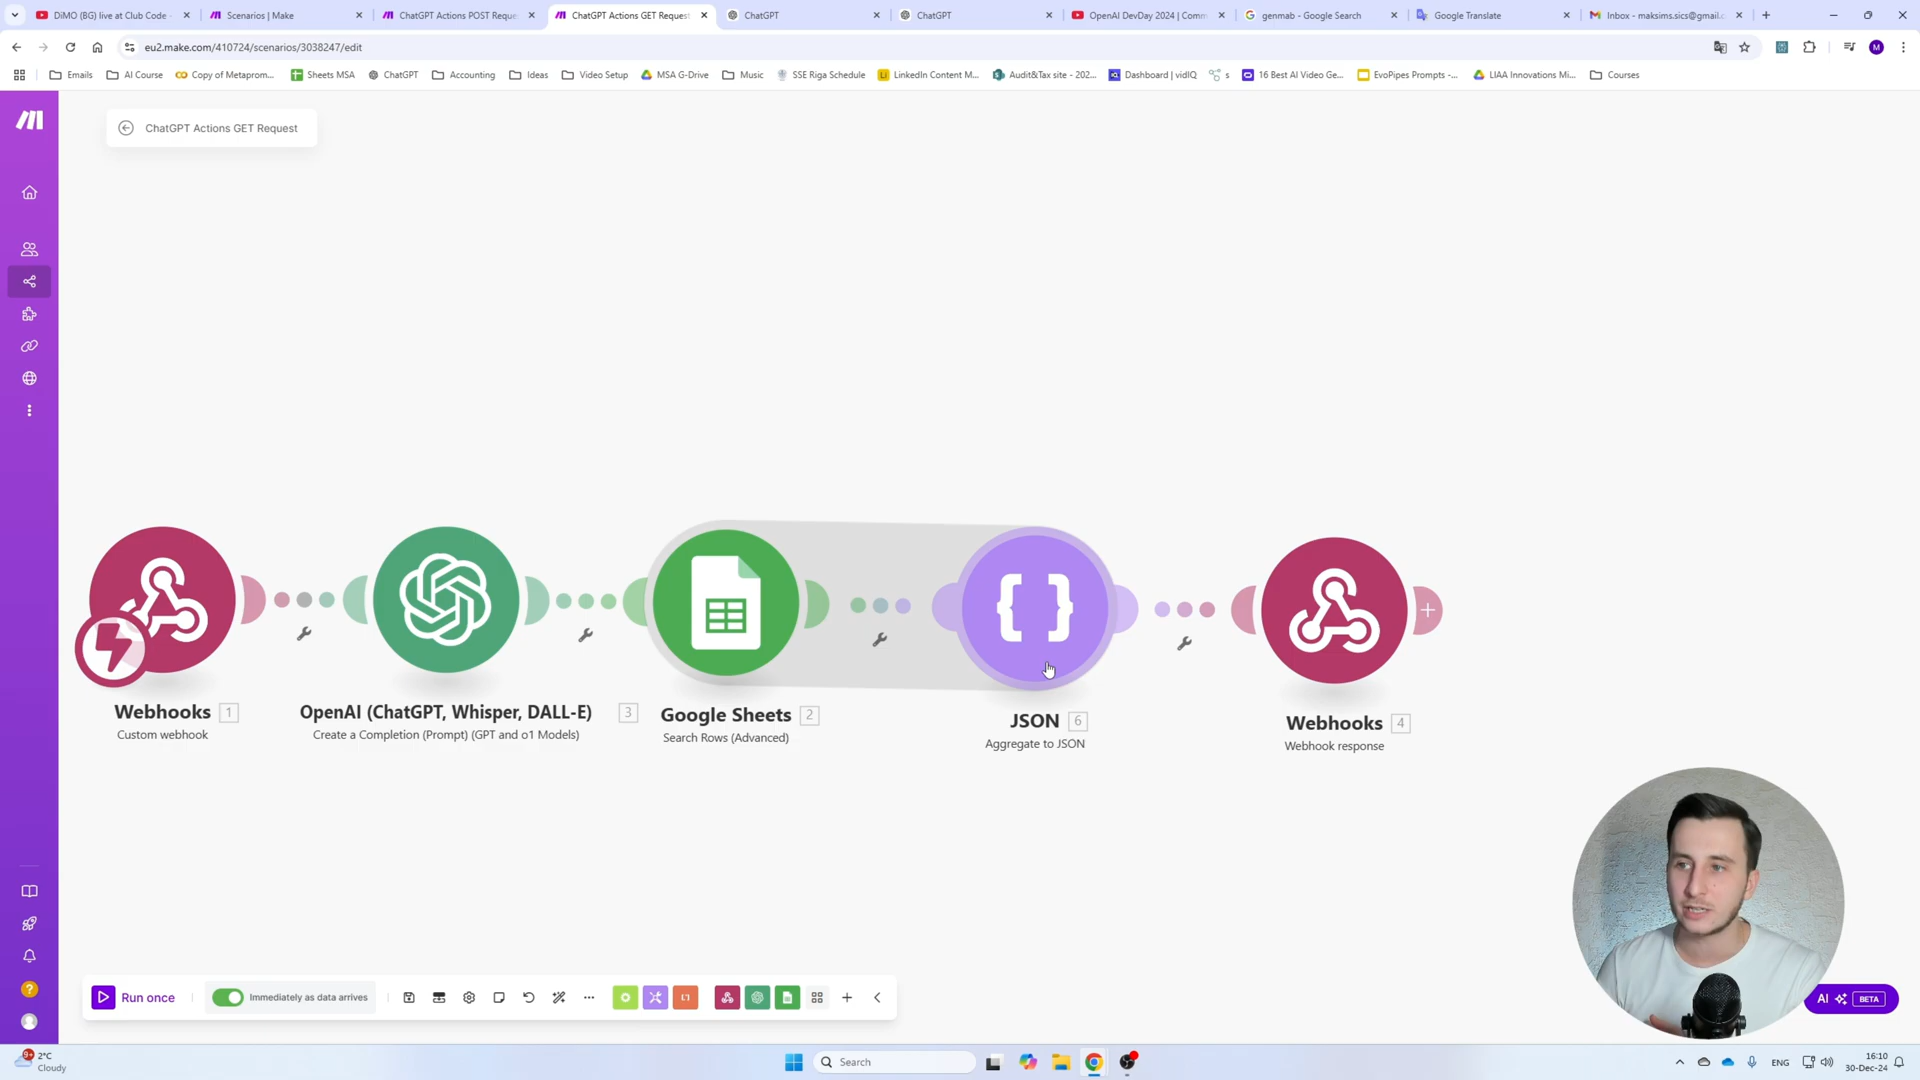 DiMO (BG) live at Club Code
Scenarios | Make
ChatGPT Actions POST Reque
ChatGPT Actions GET Request
ChatGPT
ChatGPT
OpenAI DevDay 2024 | Comm
genmab - Google Search
Google Translate
Inbox - maksims.sics@gmail.c
eu2.make.com/410724/scenarios/3038247/edit
M
Emails
AI Course
Copy of Metaprom...
Sheets MSA
ChatGPT
Accounting
Ideas
Video Setup
MSA G-Drive
Music
SSE Riga Schedule
LinkedIn Content M...
Audit&Tax site - 202...
Dashboard | vidIQ
s
16 Best AI Video Ge...
EvoPipes Prompts -...
LIAA Innovations Mi...
Courses
ChatGPT Actions GET Request
Webhooks 1
Custom webhook
OpenAI (ChatGPT, Whisper, DALL-E) 3
Create a Completion (Prompt) (GPT and o1 Models)
Google Sheets 2
Search Rows (Advanced)
JSON 6
Aggregate to JSON
Webhooks 4
Webhook response
Run once
Immediately as data arrives
AI BETA
9+
2°C
Cloudy
Search
ENG
16:10
30-Dec-24